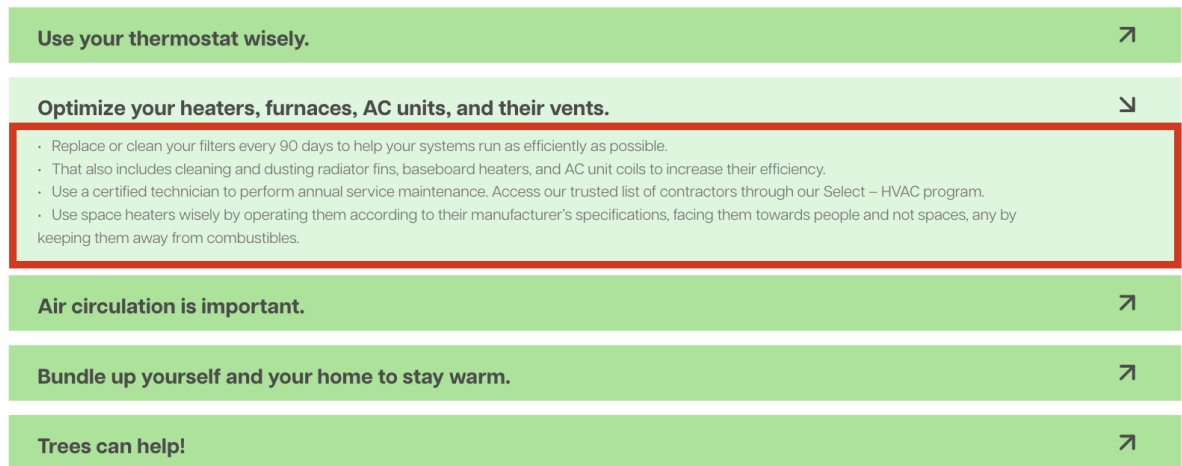 Use your thermostat wisely.
Optimize your heaters, furnaces, AC units, and their vents.
• Replace or clean your filters every 90 days to help your systems run as efficiently as possible.
• That also includes cleaning and dusting radiator fins, baseboard heaters, and AC unit coils to increase their efficiency.
• Use a certified technician to perform annual service maintenance. Access our trusted list of contractors through our Select – HVAC program.
• Use space heaters wisely by operating them according to their manufacturer’s specifications, facing them towards people and not spaces, any by
keeping them away from combustibles.
Air circulation is important.
Bundle up yourself and your home to stay warm.
Trees can help!